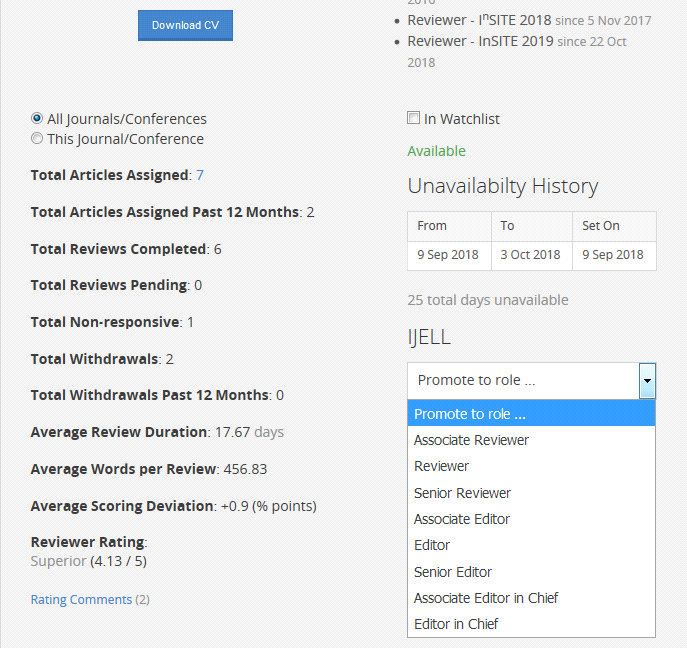 Download CV
Reviewer - InSITE 2018 since 5 Nov 2017
Reviewer - InSITE 2019 since 22 Oct
2018
All Journals/Conferences
This Journal/Conference
Total Articles Assigned: 7
Total Articles Assigned Past 12 Months: 2
Total Reviews Completed: 6
Total Reviews Pending: 0
Total Non-responsive: 1
Total Withdrawals: 2
Total Withdrawals Past 12 Months: 0
Average Review Duration: 17.67 days
Average Words per Review: 456.83
Average Scoring Deviation: +0.9 (% points)
Reviewer Rating:
Superior (4.13 / 5)
Rating Comments (2)
In Watchlist
Available
Unavailabilty History
From To Set On
9 Sep 2018 3 Oct 2018 9 Sep 2018
25 total days unavailable
IJELL
Promote to role ...
Promote to role ...
Associate Reviewer
Reviewer
Senior Reviewer
Associate Editor
Editor
Senior Editor
Associate Editor in Chief
Editor in Chief